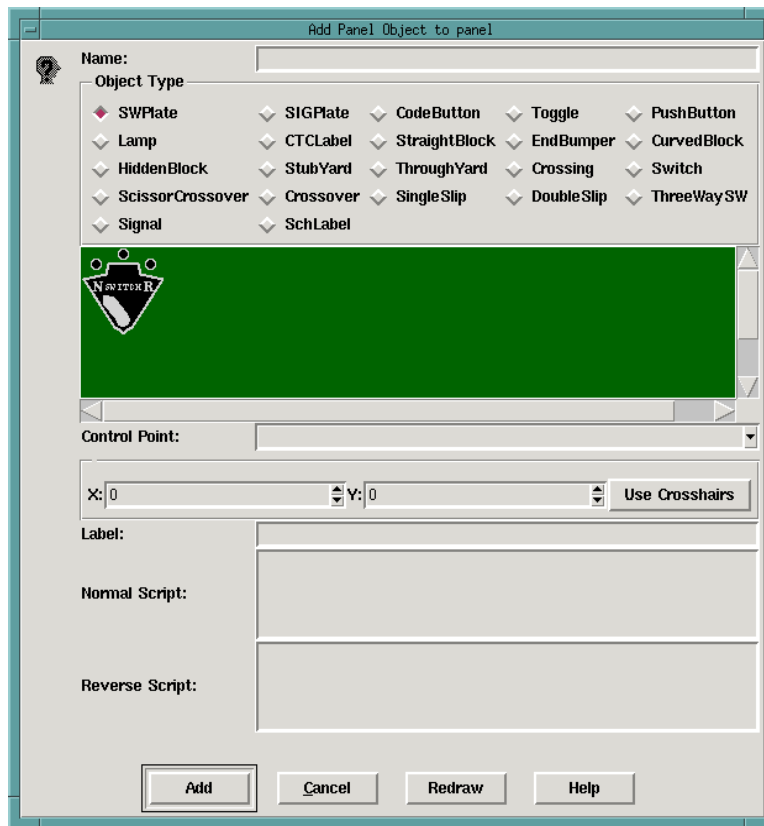 Add Panel Object to panel
Name:
Object Type
SWPlate SIGPlate CodeButton Toggle PushButton
Lamp CTCLabel StraightBlock EndBumper CurvedBlock
HiddenBlock StubYard ThroughYard Crossing Switch
ScissorCrossover Crossover SingleSlip DoubleSlip ThreeWaySW
Signal SchLabel
N SWITCH R
Control Point:
X: 0 Y: 0 Use Crosshairs
Label:
Normal Script:
Reverse Script:
Add Cancel Redraw Help